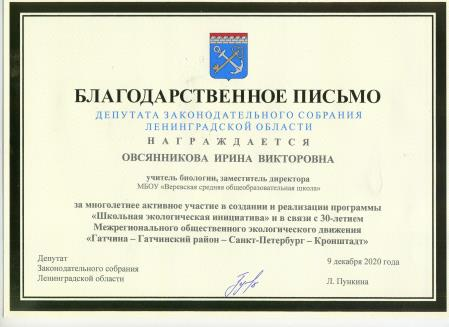 БЛАГОДАРСТВЕННОЕ ПИСЬМО
ДЕПУТАТА ЗАКОНОДАТЕЛЬНОГО СОБРАНИЯ
ЛЕНИНГРАДСКОЙ ОБЛАСТИ
НАГРАЖДАЕТСЯ
ОВСЯННИКОВА ИРИНА ВИКТОРОВНА
учитель биологии, заместитель директора
МБОУ «Веревская средняя общеобразовательная школа»
за многолетнее активное участие в создании и реализации программы
«Школьная экологическая инициатива» и в связи с 30-летием
Межрегионального общественного экологического движения
«Гатчина – Гатчинский район – Санкт-Петербург – Кронштадт»
Депутат
Законодательного собрания
Ленинградской области
9 декабря 2020 года
Л. Пункина